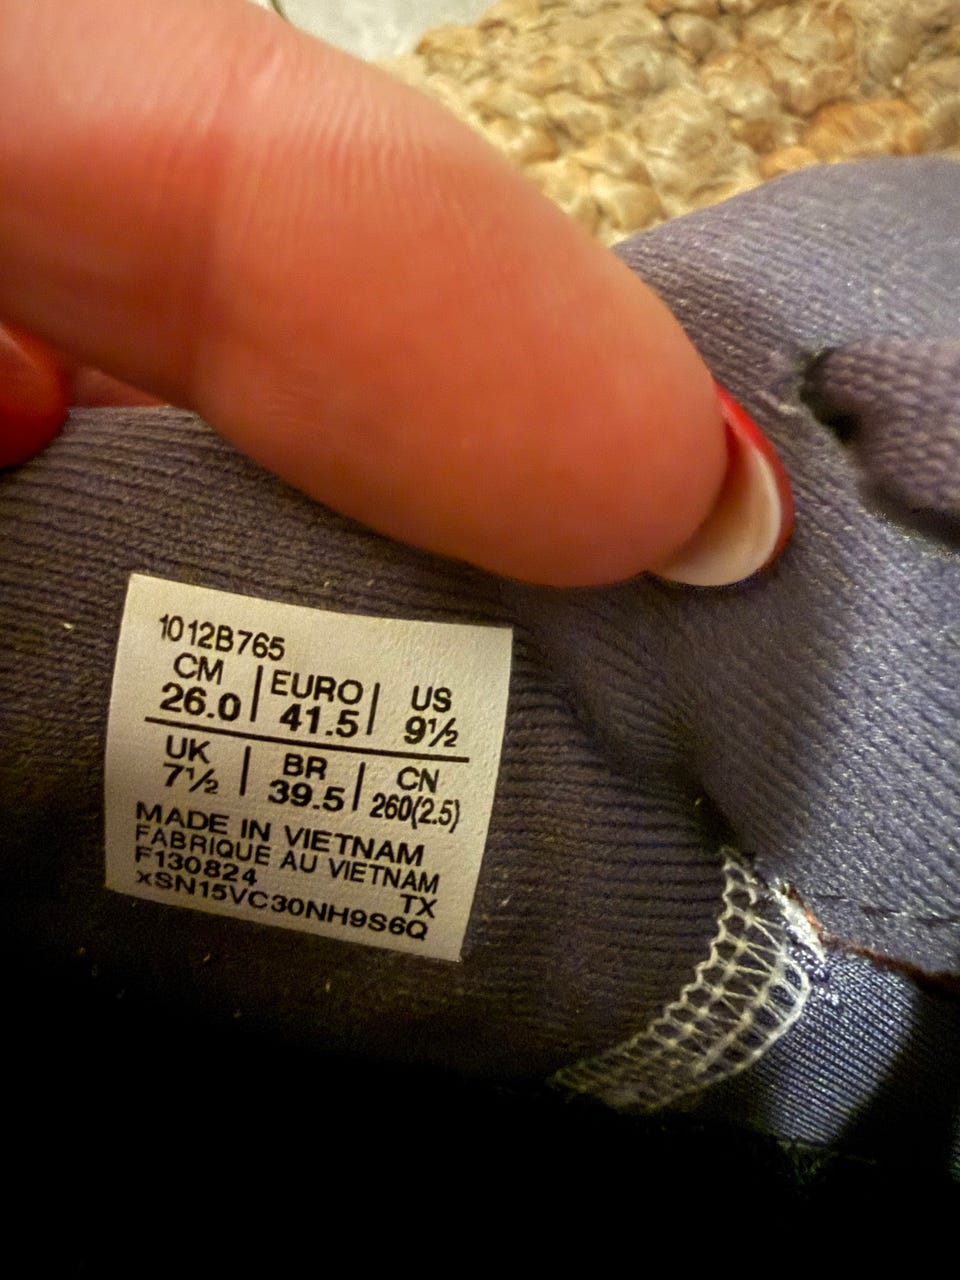 1012B765
CM | EURO | US
26.0 | 41.5 | 9½
UK | BR | CN
7½ | 39.5 | 260(2.5)
MADE IN VIETNAM
FABRIQUE AU VIETNAM
F130824 TX
xSN15VC30NH9S6Q